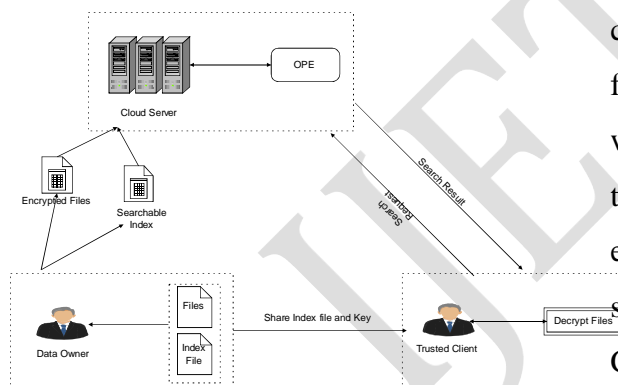 OPE
Cloud Server
Encrypted Files
Searchable
Index
Search Result
Search
Request
Files
Index
File
Data Owner
Share Index file and Key
Trusted Client
Decrypt Files